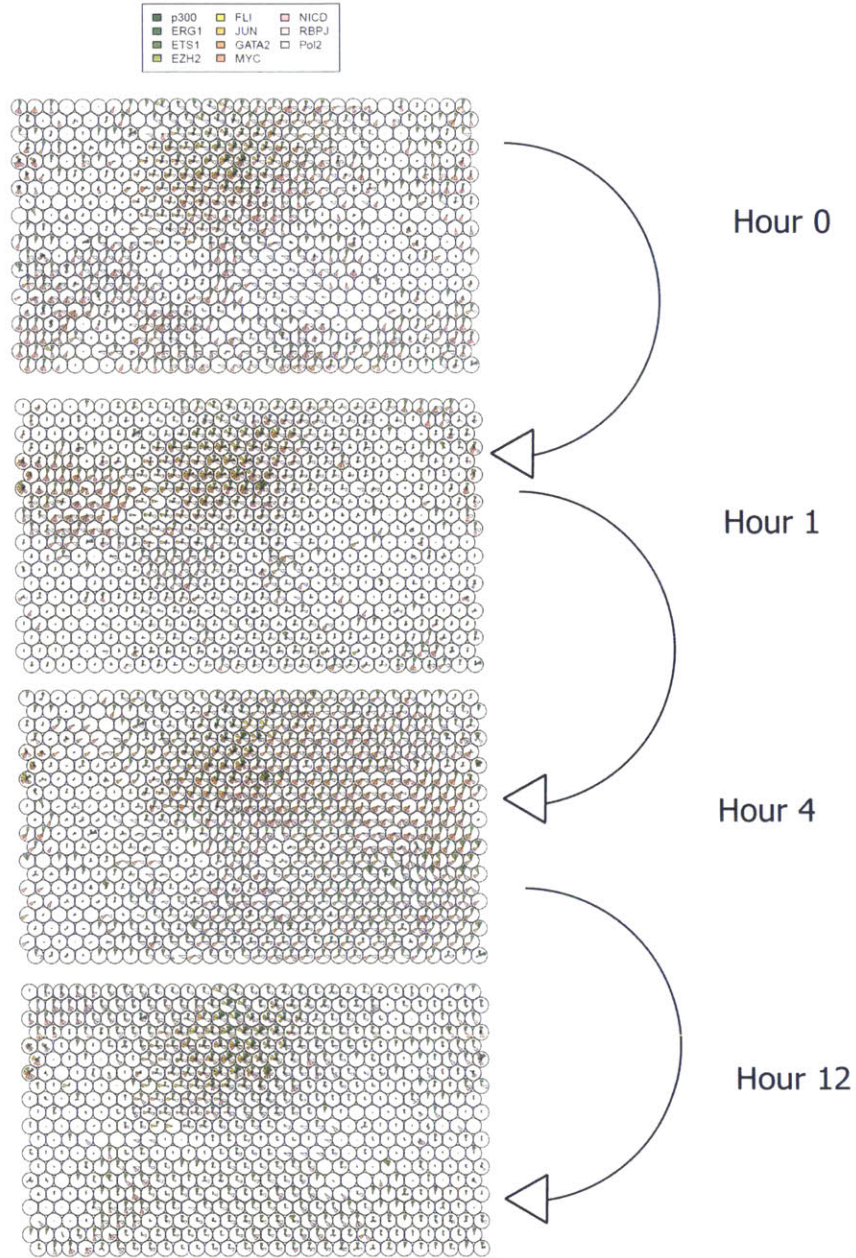 p300 FLI NICD
ERG1 JUN RBPJ
ETS1 GATA2 Pol2
EZH2 MYC
Hour 0
Hour 1
Hour 4
Hour 12